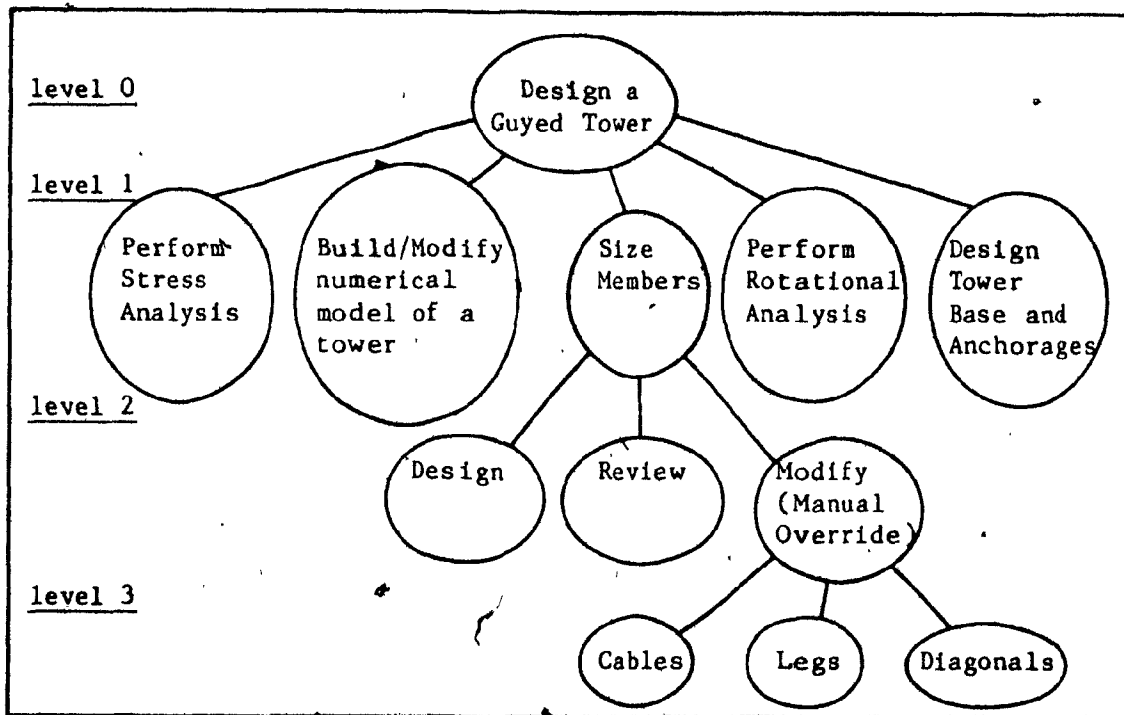 level 0
Design a
Guyed Tower
level 1
Perform
Stress
Analysis
Build/Modify
numerical
model of a
tower
Size
Members
Perform
Rotational
Analysis
Design
Tower
Base and
Anchorages
level 2
Design
Review
Modify
(Manual
Override)
level 3
Cables
Legs
Diagonals